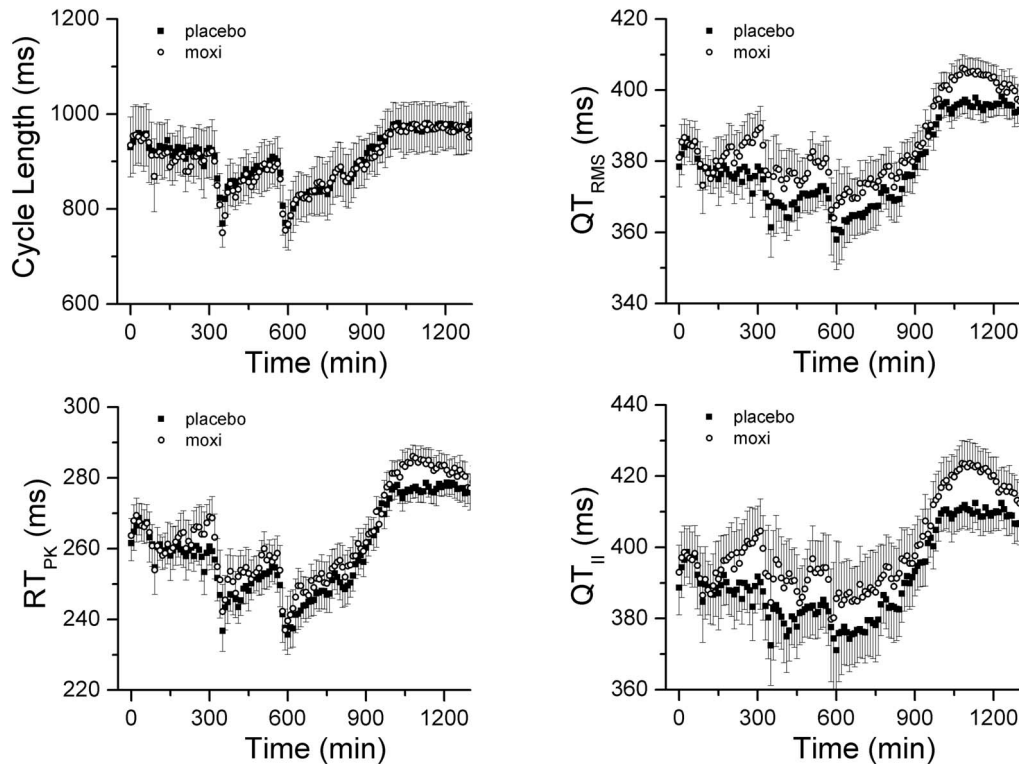 1200
1000
800
600
Cycle Length (ms)
placebo
moxi
0 300 600 900 1200
Time (min)
420
400
380
360
340
QT_RMS (ms)
placebo
moxi
0 300 600 900 1200
Time (min)
300
280
260
240
220
RT_PK (ms)
placebo
moxi
0 300 600 900 1200
Time (min)
440
420
400
380
360
QT_II (ms)
placebo
moxi
0 300 600 900 1200
Time (min)